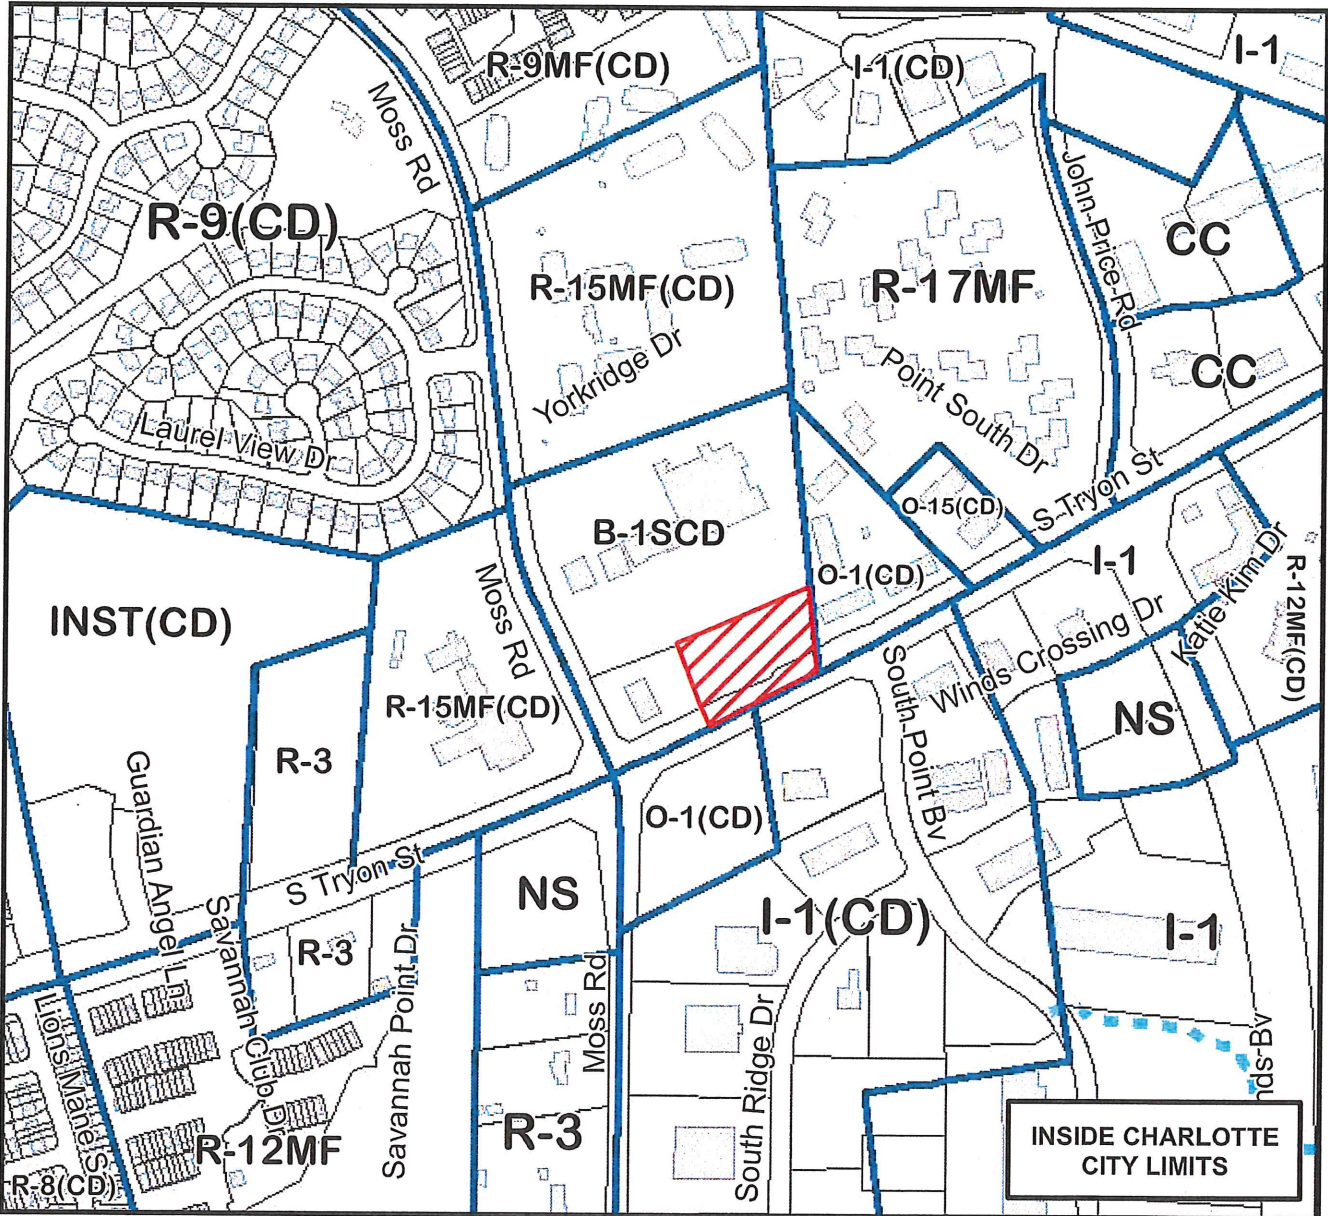 I-1
R-9MF(CD)
I-1(CD)
Moss Rd
John Price Rd
R-9(CD)
CC
R-15MF(CD)
R-17MF
Yorkridge Dr
Point South Dr
CC
Laurel View Dr
S Tryon St
O-15(CD)
B-1SCD
O-1(CD)
I-1
Katie Kim Dr
R-12MF(CD)
Moss Rd
INST(CD)
Winds Crossing Dr
South Point Bv
R-15MF(CD)
NS
R-3
Guardian Angel Ln
O-1(CD)
S Tryon St
NS
I-1(CD)
I-1
R-3
Savannah Club Dr
Savannah Point Dr
Moss Rd
South Ridge Dr
nds Bv
Lions Mane S
R-3
R-12MF
R-8(CD)
INSIDE CHARLOTTE
CITY LIMITS